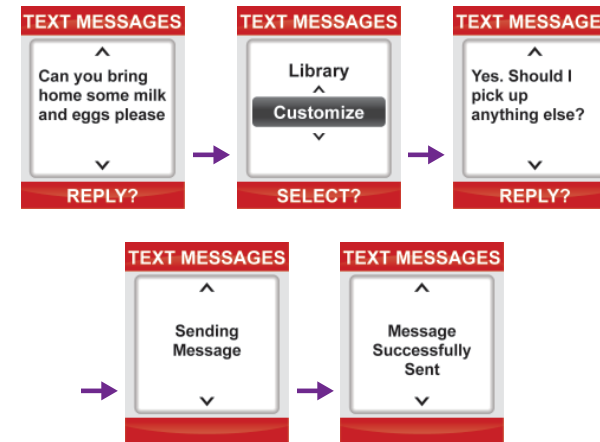 TEXT MESSAGES
Can you bring
home some milk
and eggs please
REPLY?
TEXT MESSAGES
Library
Customize
SELECT?
TEXT MESSAGE
Yes. Should I
pick up
anything else?
REPLY?
TEXT MESSAGES
Sending
Message
TEXT MESSAGES
Message
Successfully
Sent